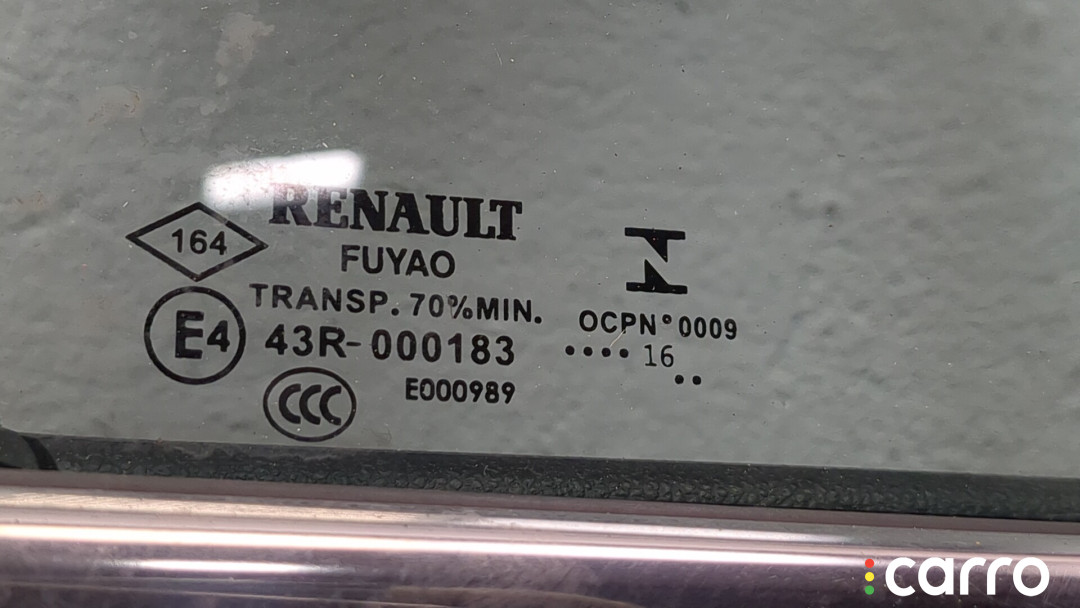 RENAULT
164
FUYAO
TRANSP. 70%MIN.
E4
43R-000183
E000989
CCC
N
OCPN°0009
•••• 16
••
carro